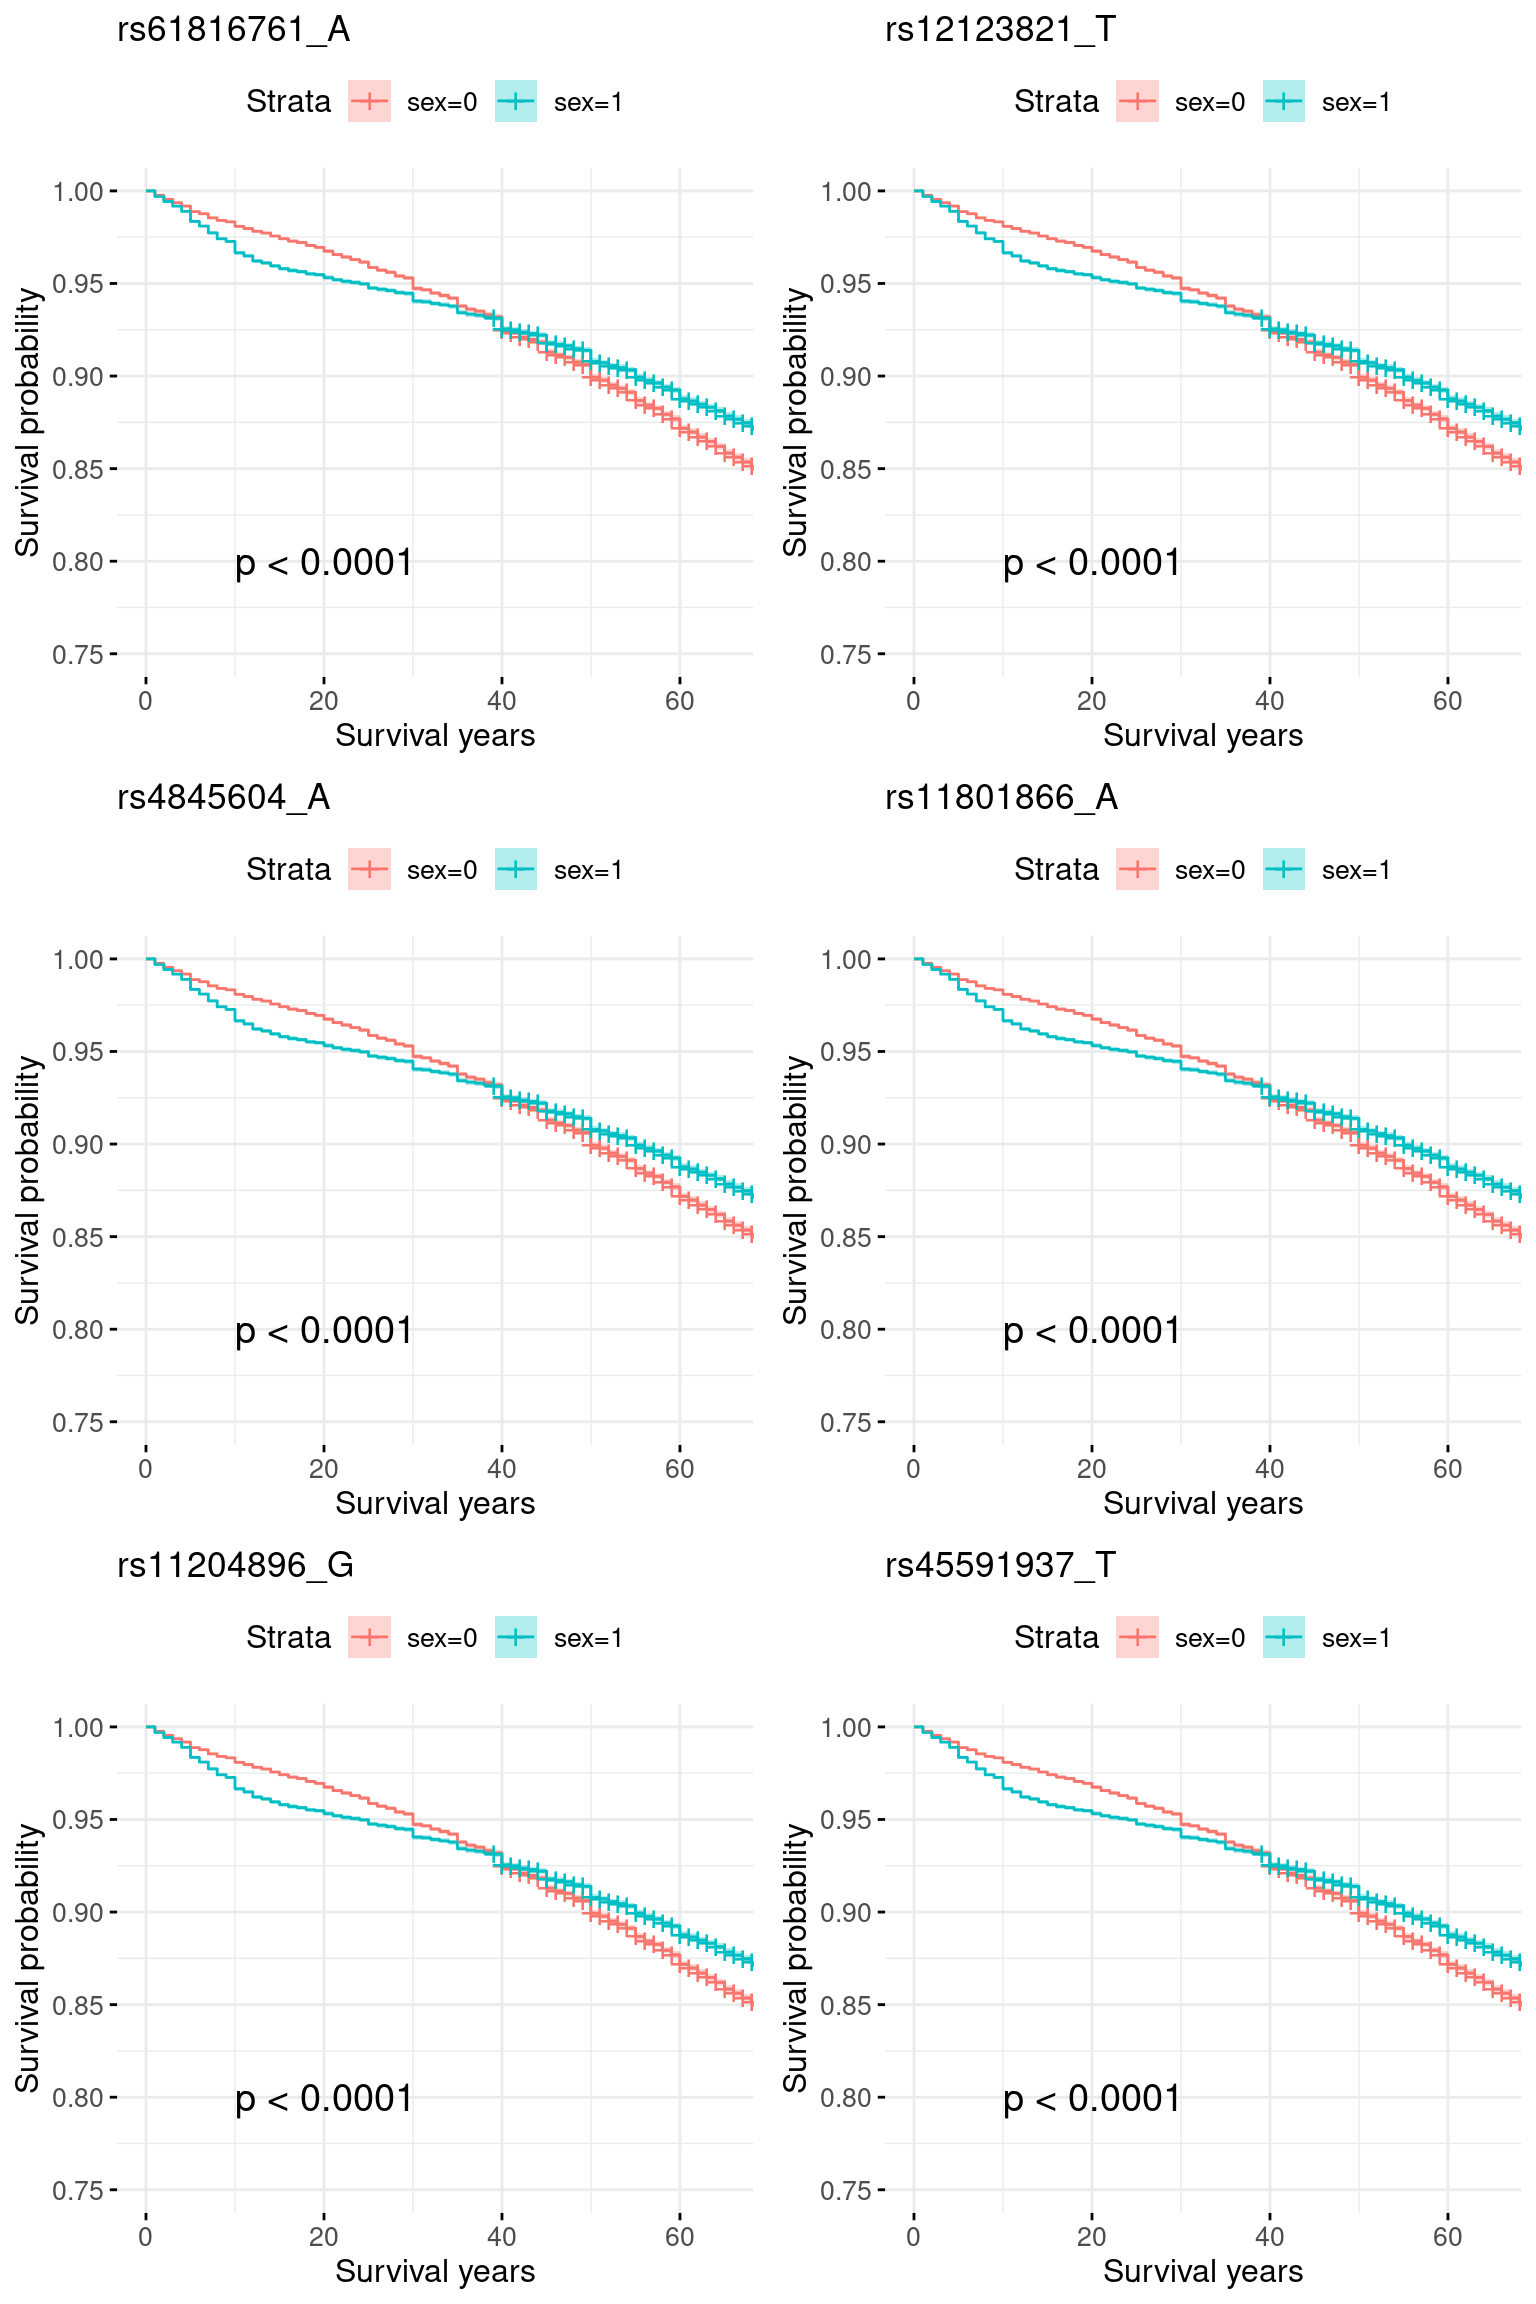 rs61816761_A
Strata sex=0 sex=1
1.00
0.95
0.90
0.85
0.80
0.75
Survival probability
p < 0.0001
0 20 40 60
Survival years
rs12123821_T
Strata sex=0 sex=1
1.00
0.95
0.90
0.85
0.80
0.75
Survival probability
p < 0.0001
0 20 40 60
Survival years
rs4845604_A
Strata sex=0 sex=1
1.00
0.95
0.90
0.85
0.80
0.75
Survival probability
p < 0.0001
0 20 40 60
Survival years
rs11801866_A
Strata sex=0 sex=1
1.00
0.95
0.90
0.85
0.80
0.75
Survival probability
p < 0.0001
0 20 40 60
Survival years
rs11204896_G
Strata sex=0 sex=1
1.00
0.95
0.90
0.85
0.80
0.75
Survival probability
p < 0.0001
0 20 40 60
Survival years
rs45591937_T
Strata sex=0 sex=1
1.00
0.95
0.90
0.85
0.80
0.75
Survival probability
p < 0.0001
0 20 40 60
Survival years